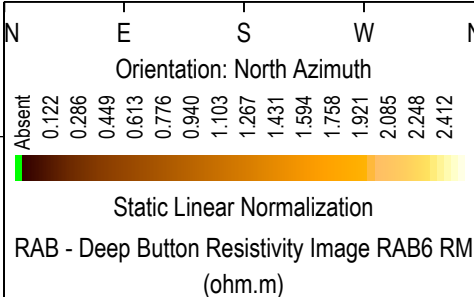 N E S W N
Orientation: North Azimuth
Absent 0.122 0.286 0.449 0.613 0.776 0.940 1.103 1.267 1.431 1.594 1.758 1.921 2.085 2.248 2.412
Static Linear Normalization
RAB - Deep Button Resistivity Image RAB6 RM
(ohm.m)